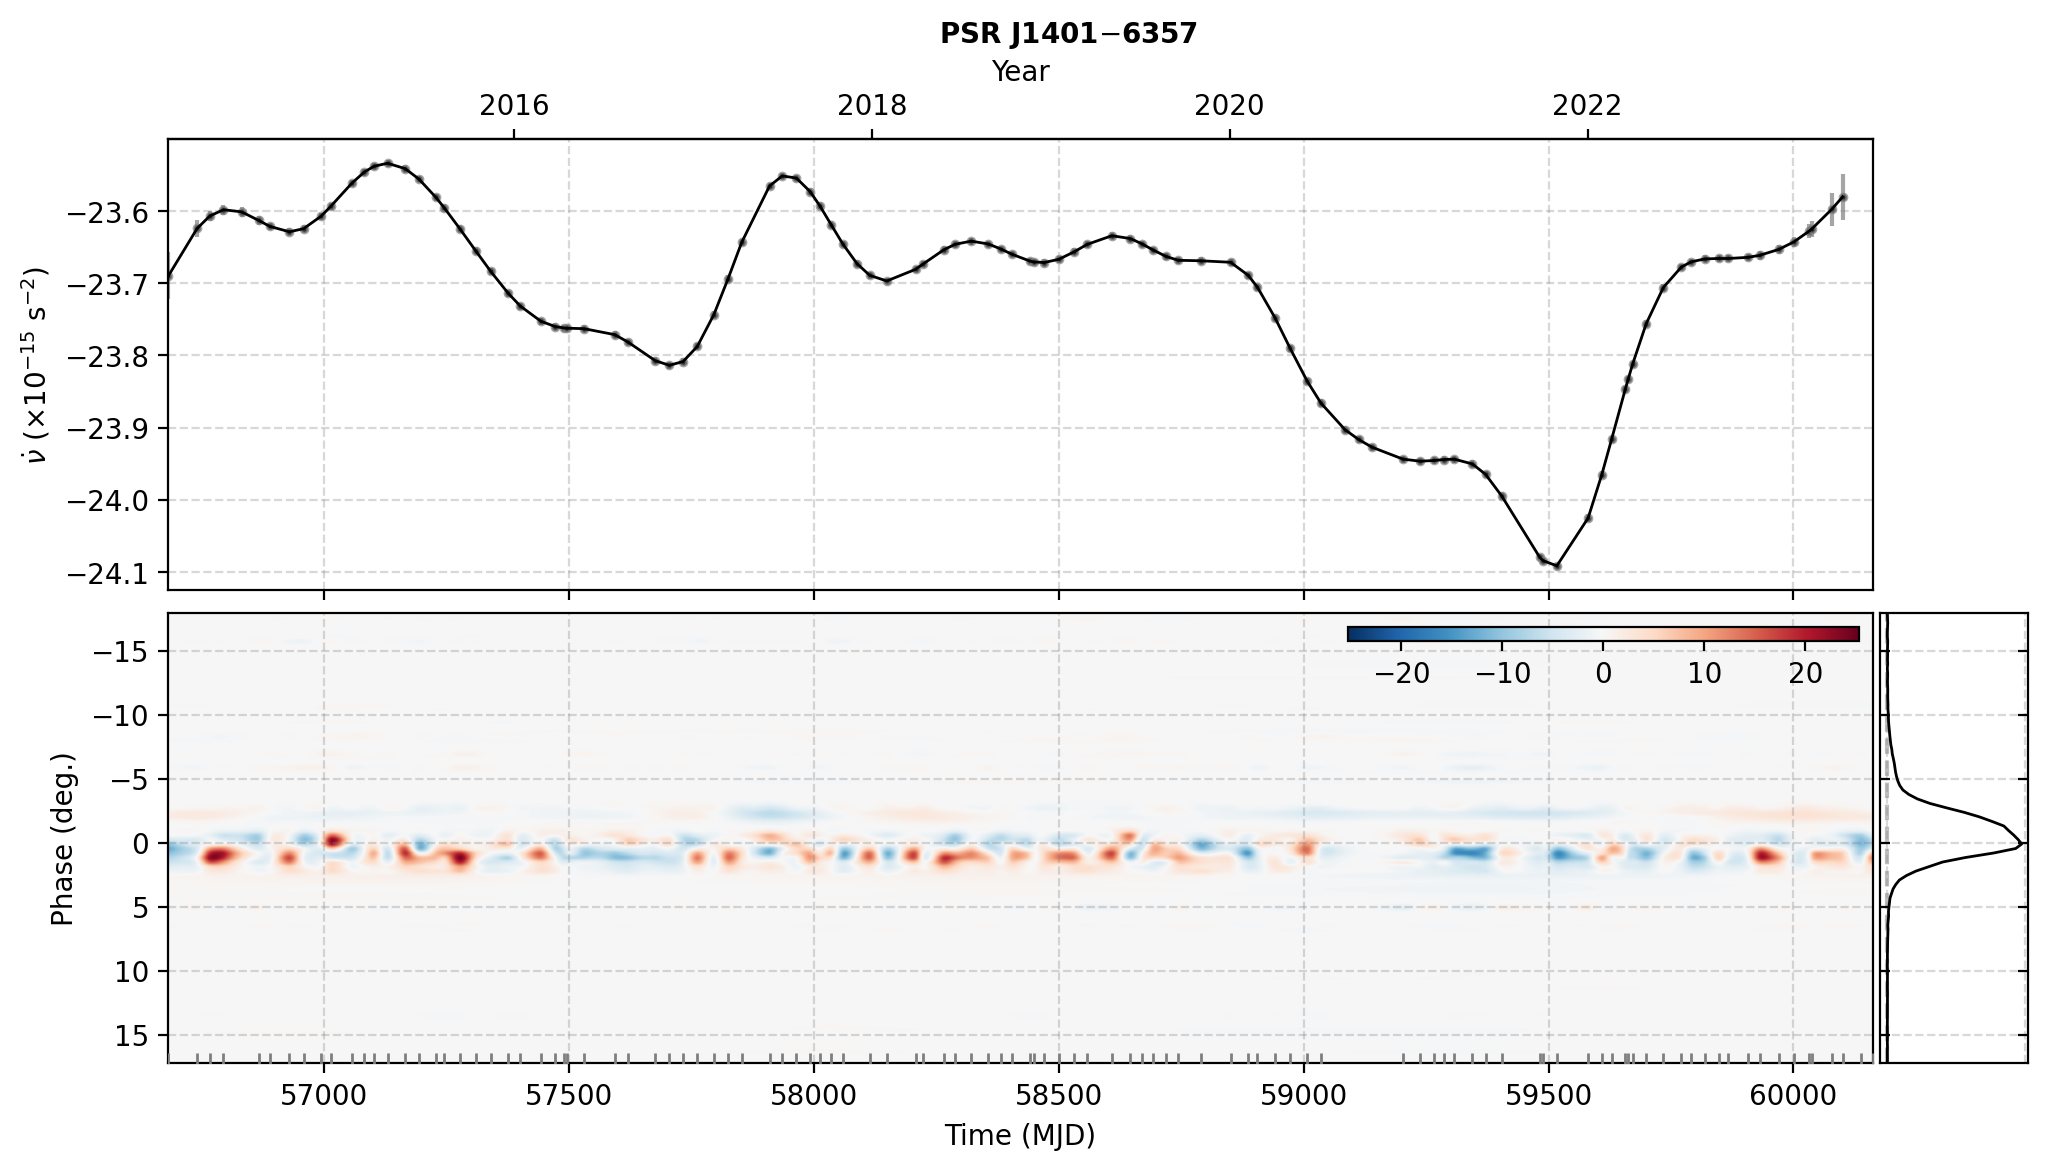 PSR J1401−6357
Year
2016 2018 2020 2022
−23.6
−23.7
−23.8
−23.9
−24.0
−24.1
ν̇ (×10⁻¹⁵ s⁻²)
−20 −10 0 10 20
−15
−10
−5
0
5
10
15
Phase (deg.)
57000 57500 58000 58500 59000 59500 60000
Time (MJD)